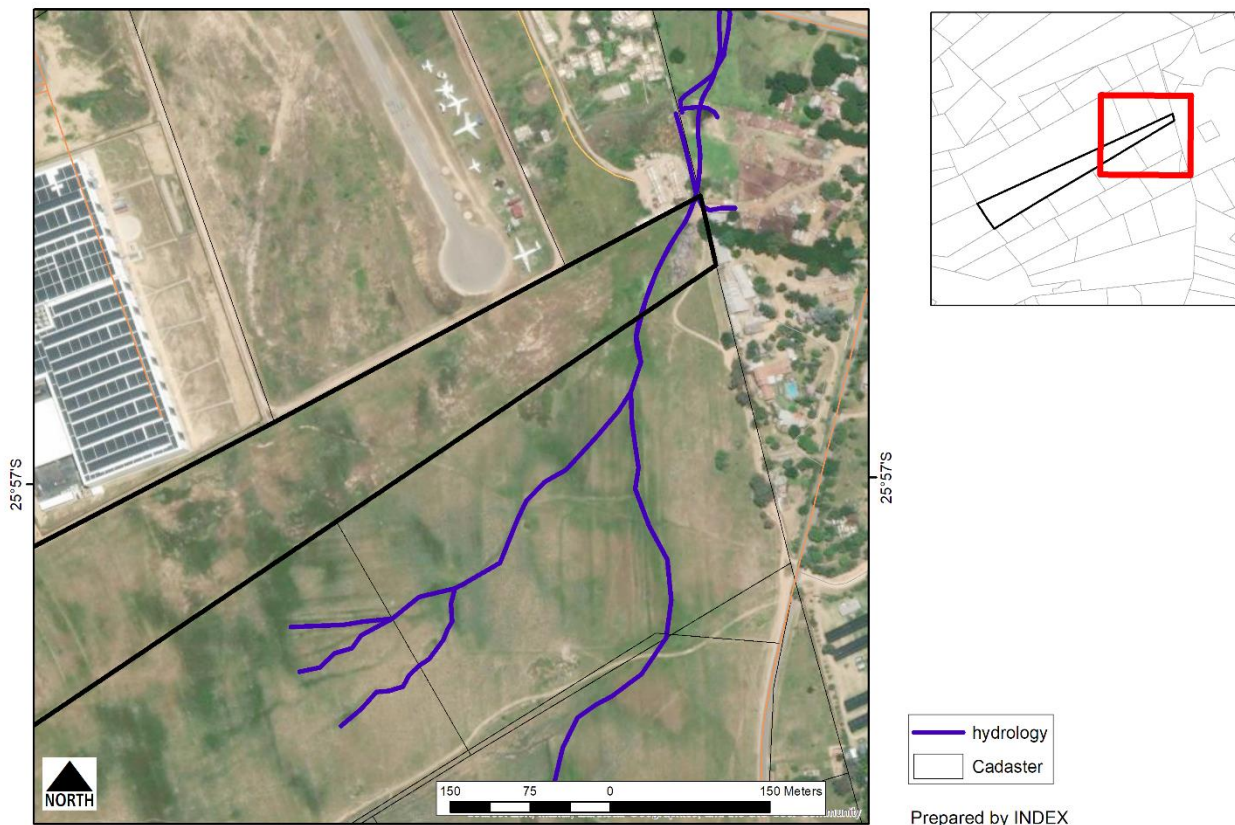 25°57'S
25°57'S
NORTH
150 75 0 150 Meters
hydrology
Cadaster
Prepared by INDEX